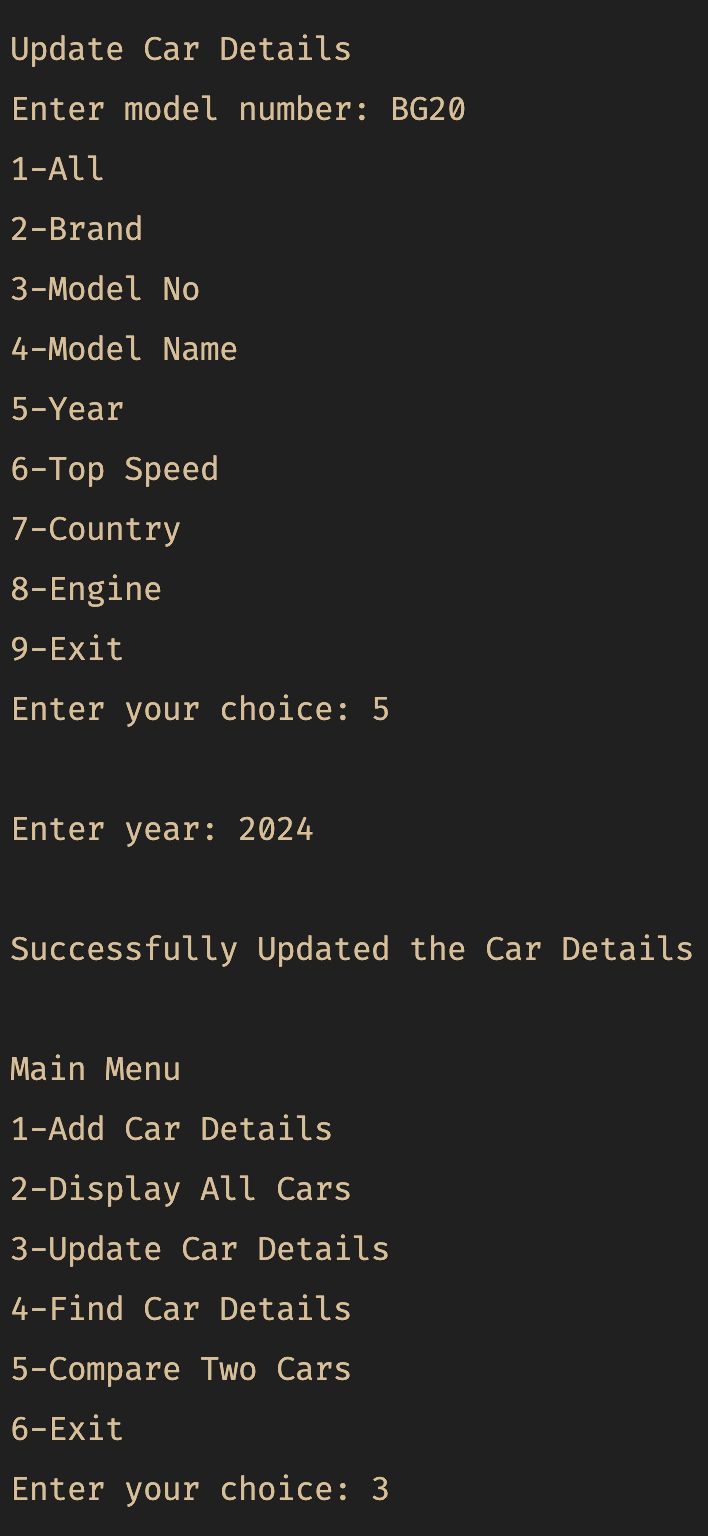 Update Car Details
Enter model number: BG20
1-All
2-Brand
3-Model No
4-Model Name
5-Year
6-Top Speed
7-Country
8-Engine
9-Exit
Enter your choice: 5
Enter year: 2024
Successfully Updated the Car Details
Main Menu
1-Add Car Details
2-Display All Cars
3-Update Car Details
4-Find Car Details
5-Compare Two Cars
6-Exit
Enter your choice: 3